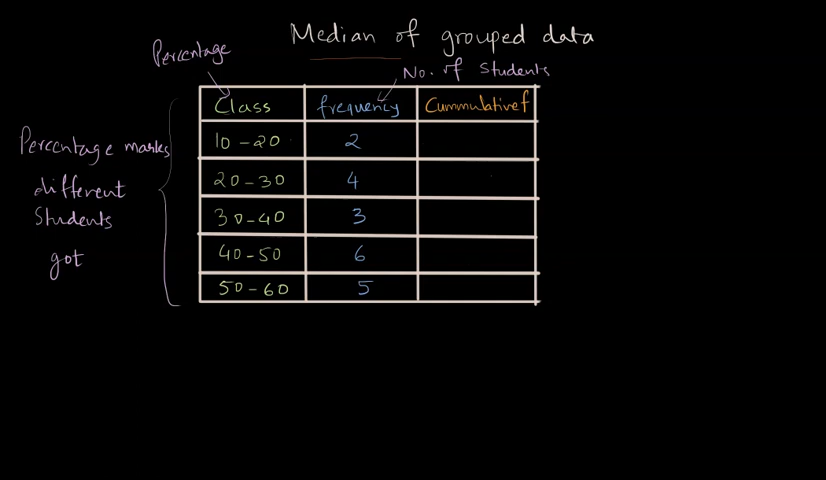 Median of grouped data
Percentage
No. of Students
Class frequency Cummulative f
10-20 2
20-30 4
30-40 3
40-50 6
50-60 5
Percentage marks
different
Students
got